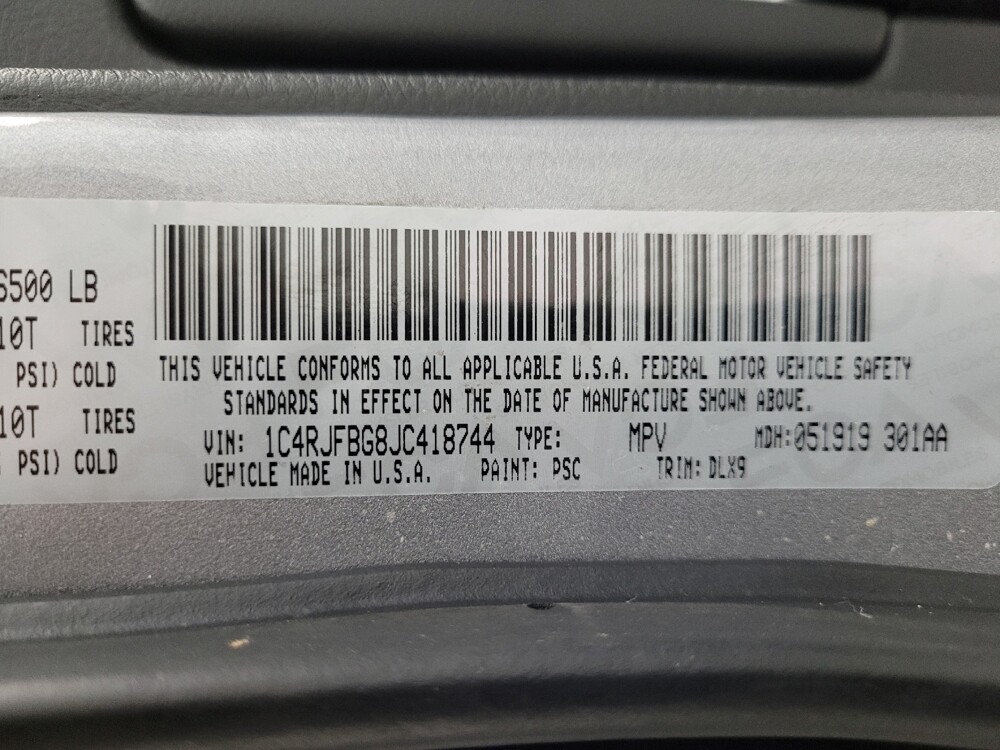 6500 LB
10T TIRES
PSI) COLD
10T TIRES
PSI) COLD
THIS VEHICLE CONFORMS TO ALL APPLICABLE U.S.A. FEDERAL MOTOR VEHICLE SAFETY
STANDARDS IN EFFECT ON THE DATE OF MANUFACTURE SHOWN ABOVE.
VIN: 1C4RJFBG8JC418744 TYPE: MPV MDH:051919 301AA
VEHICLE MADE IN U.S.A. PAINT: PSC TRIM: DLX9